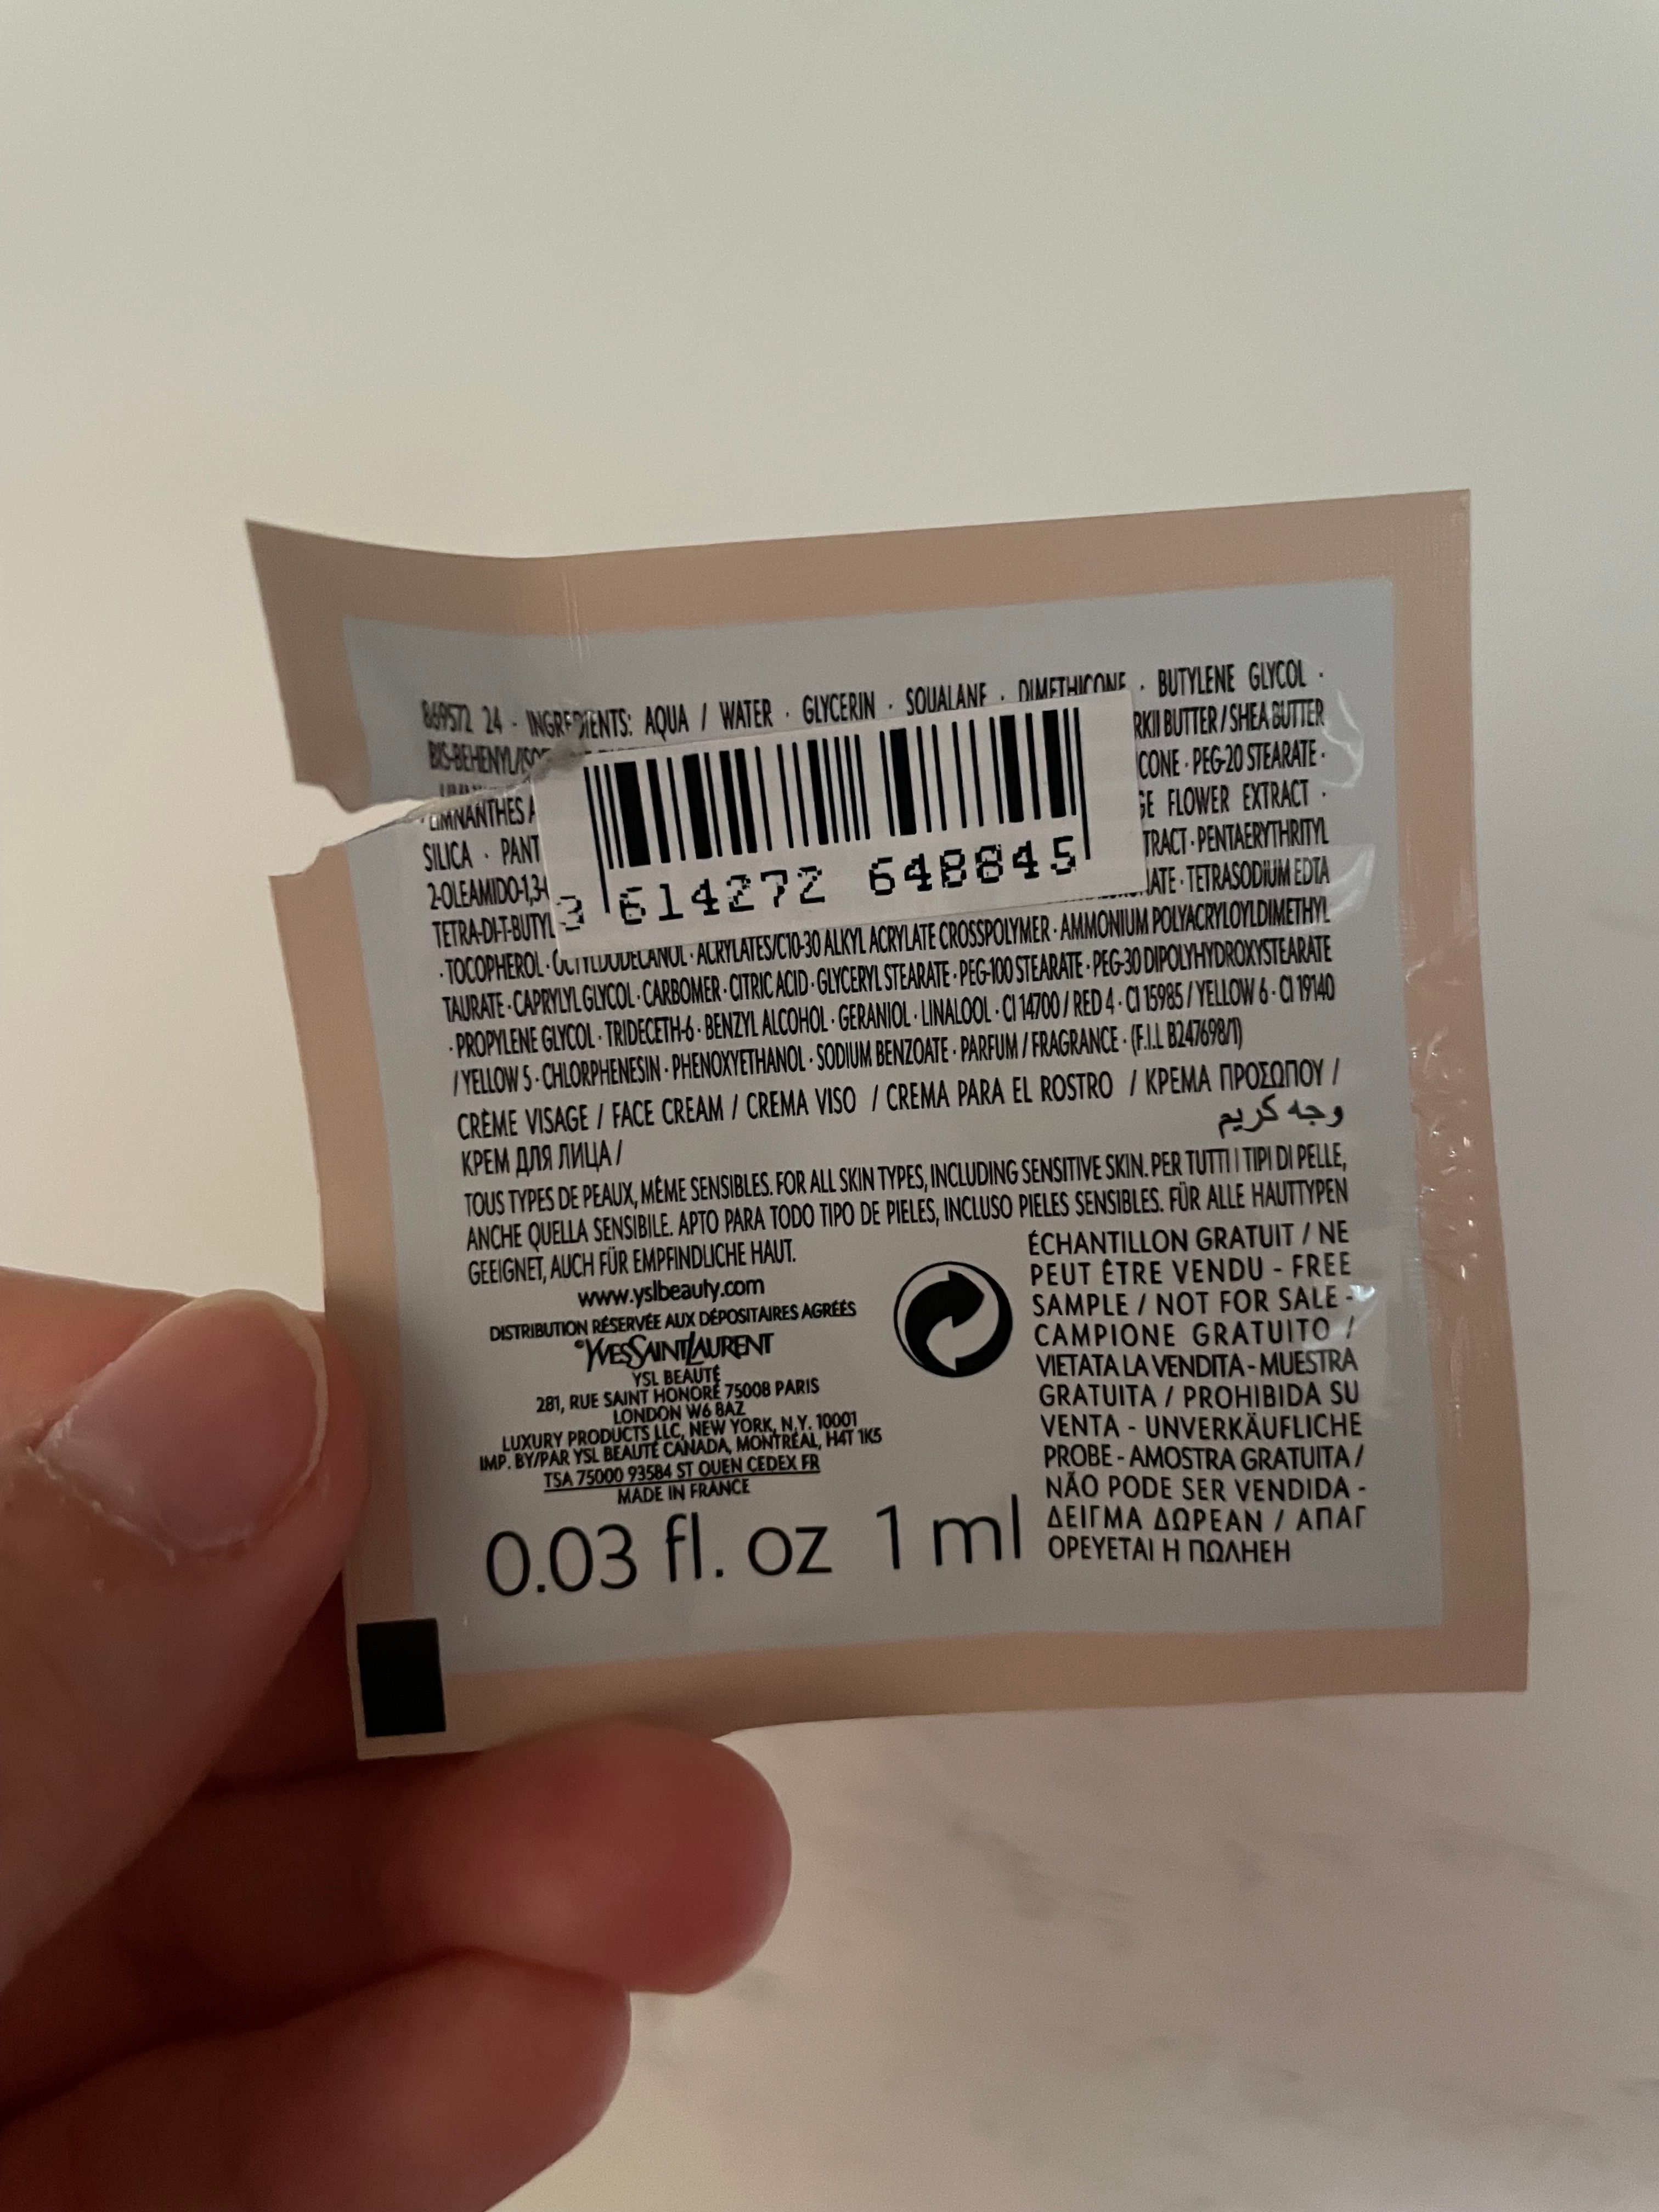 869572 24 - INGREDIENTS: AQUA / WATER · GLYCERIN · SQUALANE · DIMETHICONE · BUTYLENE GLYCOL ·
BIS-BEHENYL/ RKII BUTTER / SHEA BUTTER
CONE · PEG-20 STEARATE ·
LIMNANTHES GE FLOWER EXTRACT ·
SILICA · PANT TRACT · PENTAERYTHRITYL
2-OLEAMIDO-1,3- ATE · TETRASODIUM EDTA
TETRA-DI-T-BUTYL
3 614272 648845
· TOCOPHEROL · OCTYLDODECANOL · ACRYLATES/C10-30 ALKYL ACRYLATE CROSSPOLYMER · AMMONIUM POLYACRYLOYLDIMETHYL
TAURATE · CAPRYLYL GLYCOL · CARBOMER · CITRIC ACID · GLYCERYL STEARATE · PEG-100 STEARATE · PEG-30 DIPOLYHYDROXYSTEARATE
· PROPYLENE GLYCOL · TRIDECETH-6 · BENZYL ALCOHOL · GERANIOL · LINALOOL · CI 14700 / RED 4 · CI 15985 / YELLOW 6 · CI 19140
/ YELLOW 5 · CHLORPHENESIN · PHENOXYETHANOL · SODIUM BENZOATE · PARFUM / FRAGRANCE · (F.I.L B247698/1)
CRÈME VISAGE / FACE CREAM / CREMA VISO / CREMA PARA EL ROSTRO / ΚΡΕΜΑ ΠΡΟΣΩΠΟΥ /
КРЕМ ДЛЯ ЛИЦА / وجه كريم
TOUS TYPES DE PEAUX, MÊME SENSIBLES. FOR ALL SKIN TYPES, INCLUDING SENSITIVE SKIN. PER TUTTI I TIPI DI PELLE,
ANCHE QUELLA SENSIBILE. APTO PARA TODO TIPO DE PIELES, INCLUSO PIELES SENSIBLES. FÜR ALLE HAUTTYPEN
GEEIGNET, AUCH FÜR EMPFINDLICHE HAUT.
www.yslbeauty.com
DISTRIBUTION RÉSERVÉE AUX DÉPOSITAIRES AGRÉÉS
©YVESSAINTLAURENT
YSL BEAUTÉ
281, RUE SAINT HONORÉ 75008 PARIS
LONDON W6 8AZ
LUXURY PRODUCTS LLC, NEW YORK, N.Y. 10001
IMP. BY/PAR YSL BEAUTÉ CANADA, MONTRÉAL, H4T 1K5
TSA 75000 93584 ST OUEN CEDEX FR
MADE IN FRANCE
0.03 fl. oz 1 ml
ÉCHANTILLON GRATUIT / NE
PEUT ÊTRE VENDU - FREE
SAMPLE / NOT FOR SALE -
CAMPIONE GRATUITO /
VIETATA LA VENDITA - MUESTRA
GRATUITA / PROHIBIDA SU
VENTA - UNVERKÄUFLICHE
PROBE - AMOSTRA GRATUITA /
NÃO PODE SER VENDIDA -
ΔΕΙΓΜΑ ΔΩΡΕΑΝ / ΑΠΑΓ
ΟΡΕΥΕΤΑΙ Η ΠΩΛΗΕΗ